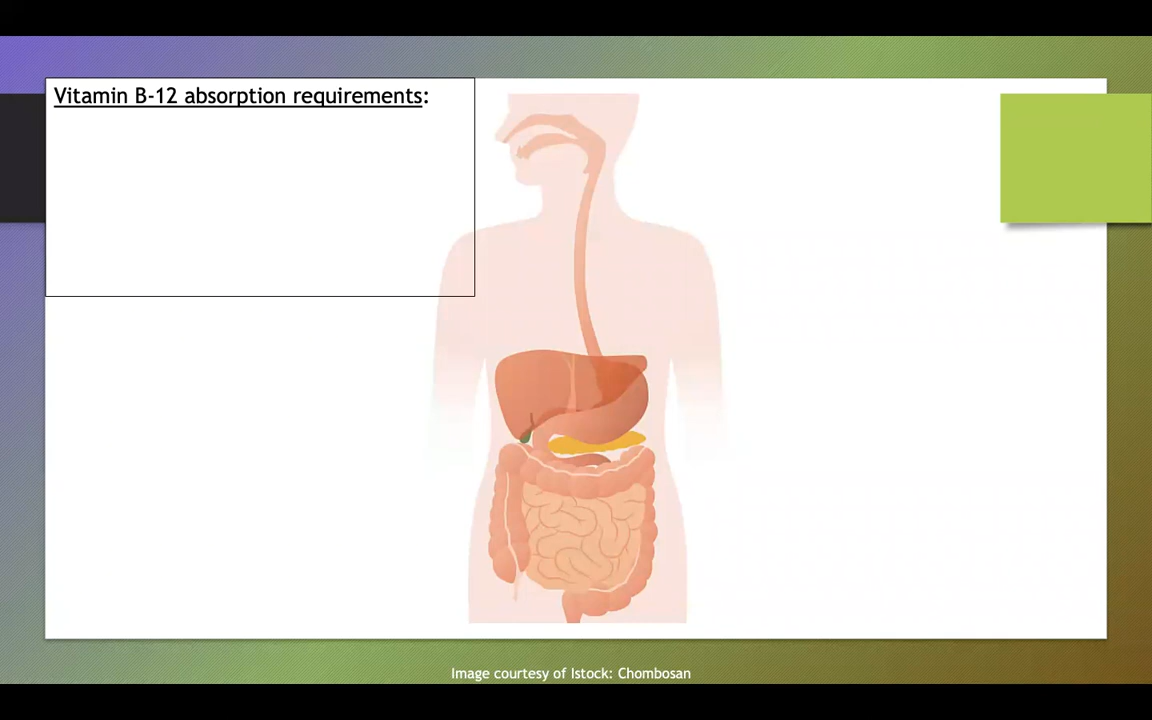 Vitamin B-12 absorption requirements:
Image courtesy of Istock: Chombosan